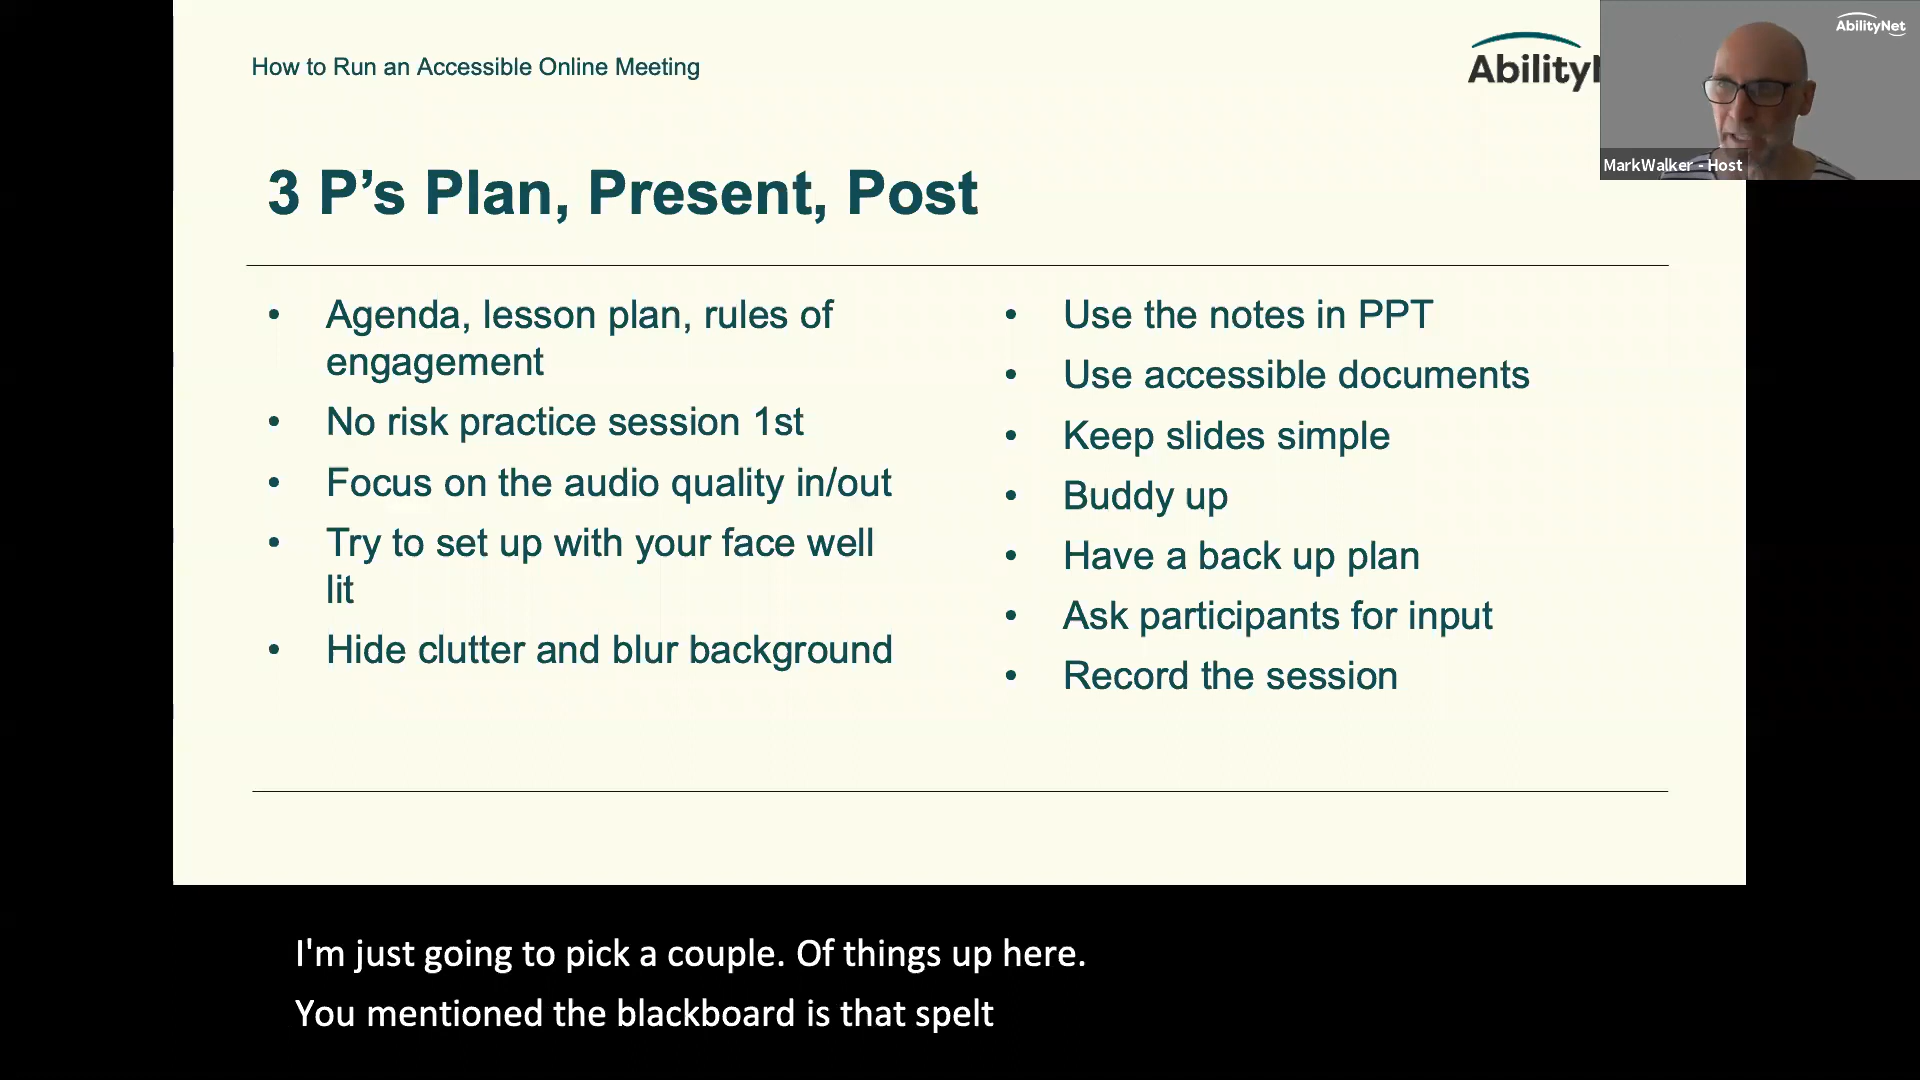 How to Run an Accessible Online Meeting
Ability
AbilityNet
MarkWalker - Host
3 P’s Plan, Present, Post
• Agenda, lesson plan, rules of
engagement
• No risk practice session 1st
• Focus on the audio quality in/out
• Try to set up with your face well
lit
• Hide clutter and blur background
• Use the notes in PPT
• Use accessible documents
• Keep slides simple
• Buddy up
• Have a back up plan
• Ask participants for input
• Record the session
I'm just going to pick a couple. Of things up here.
You mentioned the blackboard is that spelt